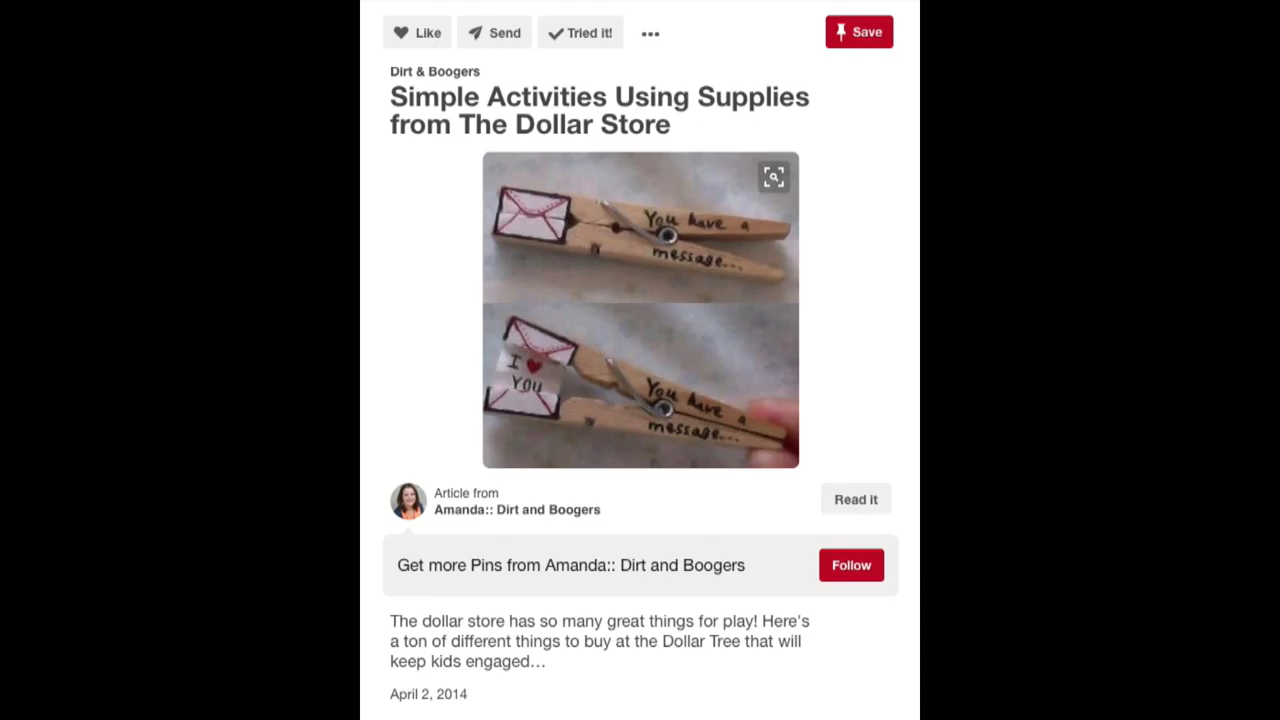 Like Send Tried it! Save
Dirt & Boogers
Simple Activities Using Supplies
from The Dollar Store
You have a
message...
I ♥
YOU
You have a
message...
Article from
Amanda:: Dirt and Boogers
Read it
Get more Pins from Amanda:: Dirt and Boogers
Follow
The dollar store has so many great things for play! Here's
a ton of different things to buy at the Dollar Tree that will
keep kids engaged…
April 2, 2014